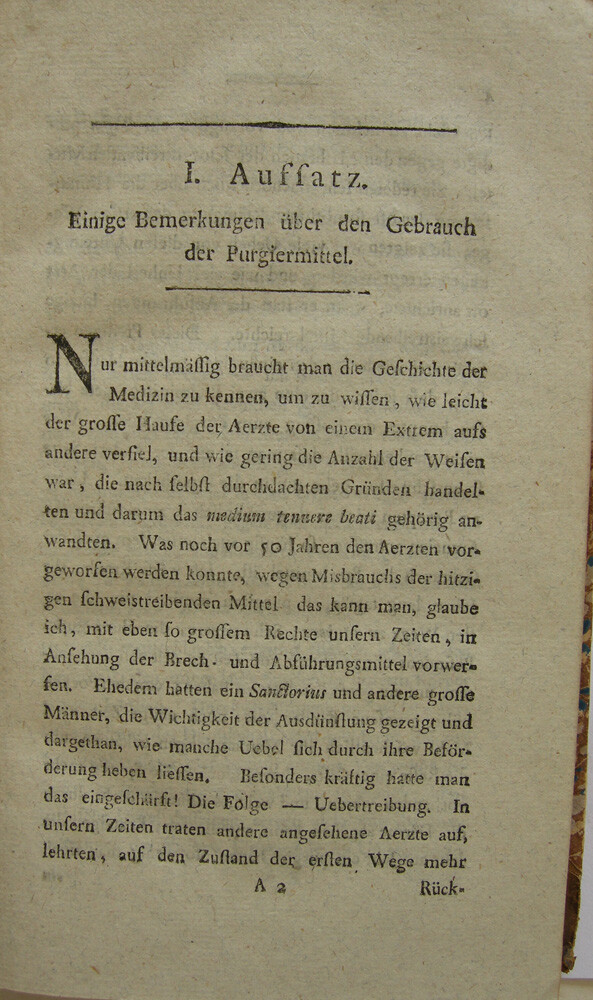 I. Aufſatz.
Einige Bemerkungen über den Gebrauch
der Purgiermittel.
Nur mittelmäſſig braucht man die Geſchichte der
Medizin zu kennen, um zu wiſſen, wie leicht
der groſſe Haufe der Aerzte von einem Extrem aufs
andere verfiel, und wie gering die Anzahl der Weiſen
war, die nach ſelbſt durchdachten Gründen handel-
ten und darum das medium tenuere beati gehörig an-
wandten. Was noch vor 50 Jahren den Aerzten vor-
geworfen werden konnte, wegen Misbrauchs der hitzi-
gen ſchweistreibenden Mittel das kann man, glaube
ich, mit eben ſo groſſem Rechte unſern Zeiten, in
Anſehung der Brech- und Abführungsmittel vorwer-
fen. Ehedem hatten ein Sanctorius und andere groſſe
Männer, die Wichtigkeit der Ausdünſtung gezeigt und
dargethan, wie manche Uebel ſich durch ihre Beför-
derung heben lieſſen. Beſonders kräftig hatte man
das eingeſchärft! Die Folge — Uebertreibung. In
unſern Zeiten traten andere angeſehene Aerzte auf,
lehrten, auf den Zuſtand der erſten Wege mehr
A 2 Rück-